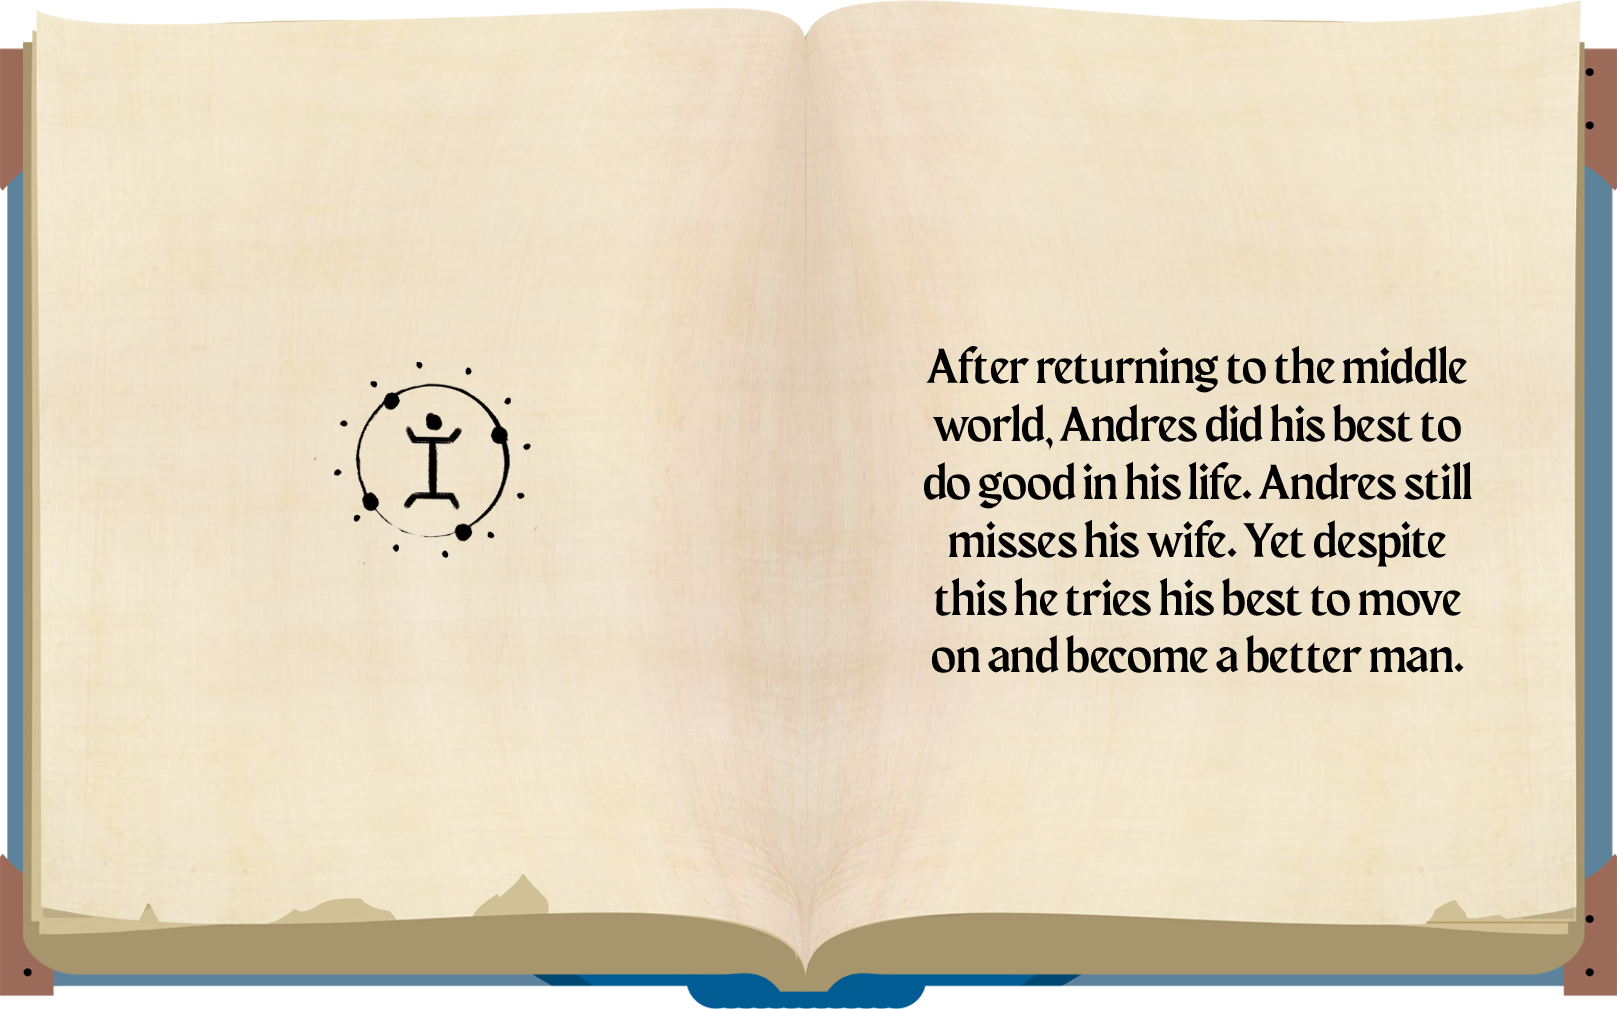 After returning to the middle
world, Andres did his best to
do good in his life. Andres still
misses his wife. Yet despite
this he tries his best to move
on and become a better man.